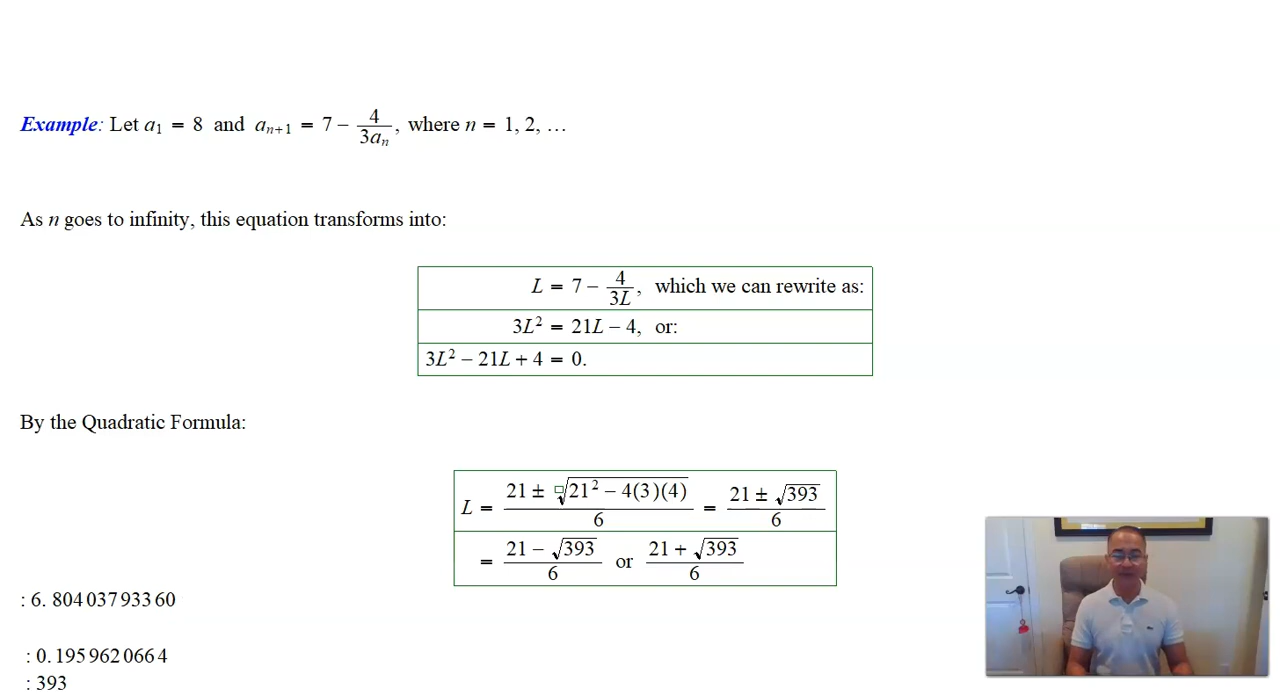 Example: Let a₁ = 8 and aₙ₊₁ = 7 − 4/(3aₙ), where n = 1, 2, …
As n goes to infinity, this equation transforms into:
L = 7 − 4/(3L), which we can rewrite as:
3L² = 21L − 4, or:
3L² − 21L + 4 = 0.
By the Quadratic Formula:
L = (21 ± √(21² − 4(3)(4)))/6 = (21 ± √393)/6
= (21 − √393)/6 or (21 + √393)/6
: 6. 804 037 933 60
: 0. 195 962 066 4
: 393